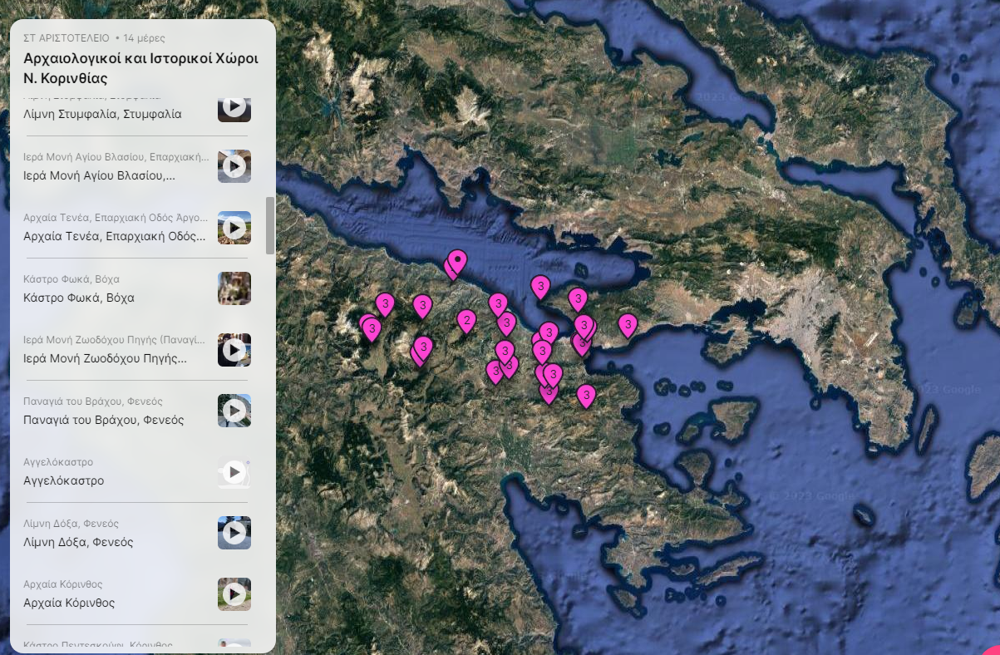 ΣΤ ΑΡΙΣΤΟΤΕΛΕΙΟ • 14 μέρες
Αρχαιολογικοί και Ιστορικοί Χώροι
Ν. Κορινθίας
Λίμνη Στυμφαλία, Στυμφαλία
Λίμνη Στυμφαλία, Στυμφαλία
Ιερά Μονή Αγίου Βλασίου, Επαρχιακή...
Ιερά Μονή Αγίου Βλασίου,...
Αρχαία Τενέα, Επαρχιακή Οδός Άργο...
Αρχαία Τενέα, Επαρχιακή Οδός...
Κάστρο Φωκά, Βόχα
Κάστρο Φωκά, Βόχα
Ιερά Μονή Ζωοδόχου Πηγής (Παναγί...
Ιερά Μονή Ζωοδόχου Πηγής...
Παναγιά του Βράχου, Φενεός
Παναγιά του Βράχου, Φενεός
Αγγελόκαστρο
Αγγελόκαστρο
Λίμνη Δόξα, Φενεός
Λίμνη Δόξα, Φενεός
Αρχαία Κόρινθος
Αρχαία Κόρινθος
Κάστρο Πεντεσκούφι, Κόρινθος
3
3
3
3
3
2
3
3
3
3
3
3
3
3
3
3
3
3
3
3
2023 Google
© 2023 Google